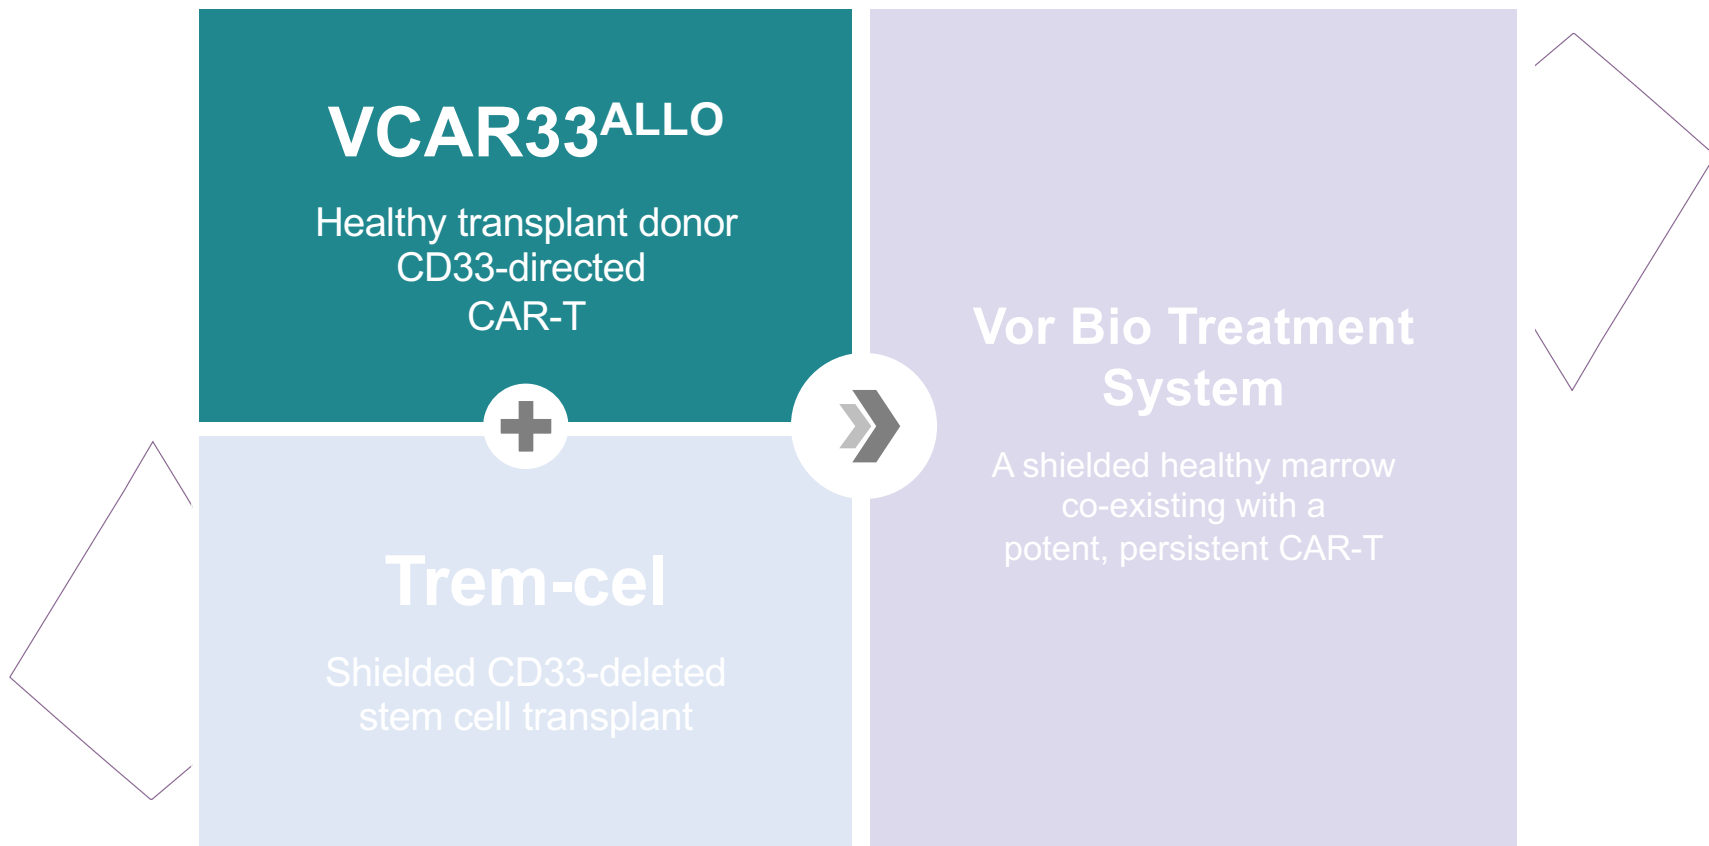 VCAR33ALLO
Healthy transplant donor
CD33-directed
CAR-T
Trem-cel
Shielded CD33-deleted
stem cell transplant
Vor Bio Treatment
System
A shielded healthy marrow
co-existing with a
potent, persistent CAR-T